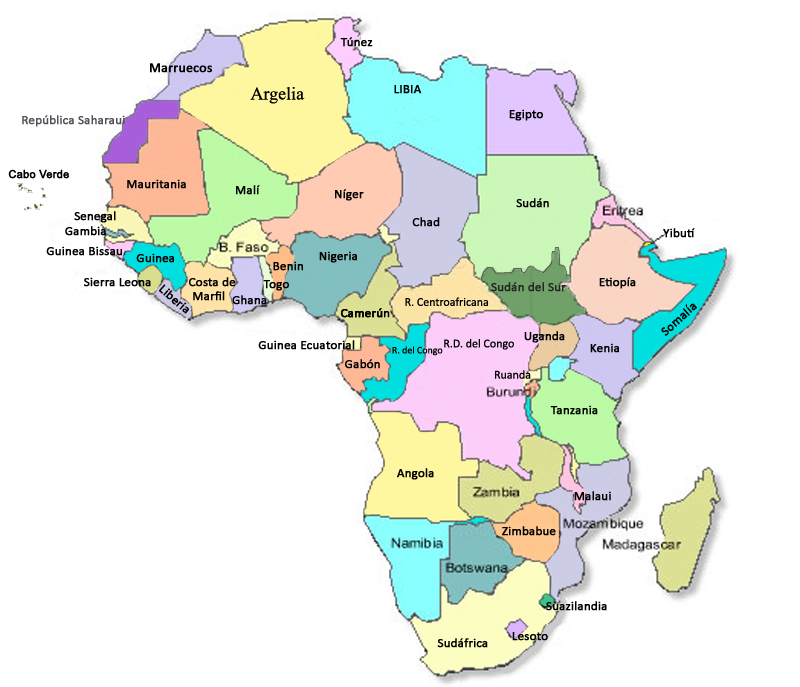 Túnez
Marruecos
Argelia
LIBIA
Egipto
República Saharaui
Cabo Verde
Mauritania
Malí
Níger
Chad
Sudán
Eritrea
Senegal
Gambia
Yibutí
Guinea Bissau
Guinea
B. Faso
Nigeria
Benin
Sierra Leona
Liberia
Costa de
Marfil
Ghana
Togo
Camerún
R. Centroafricana
Sudán del Sur
Etiopía
Somalía
Guinea Ecuatorial
Gabón
R. del Congo
R.D. del Congo
Uganda
Kenia
Ruanda
Burundi
Tanzania
Angola
Zambia
Malaui
Mozambique
Madagascar
Zimbabue
Namibia
Botswana
Suazilandia
Lesoto
Sudáfrica